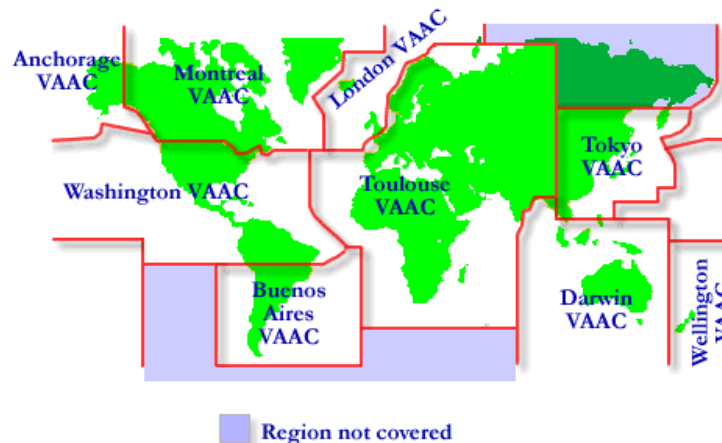 London VAAC
Anchorage
VAAC
Montreal
VAAC
Tokyo
VAAC
Washington VAAC
Toulouse
VAAC
Buenos
Aires
VAAC
Darwin
VAAC
Wellington
VAAC
Region not covered